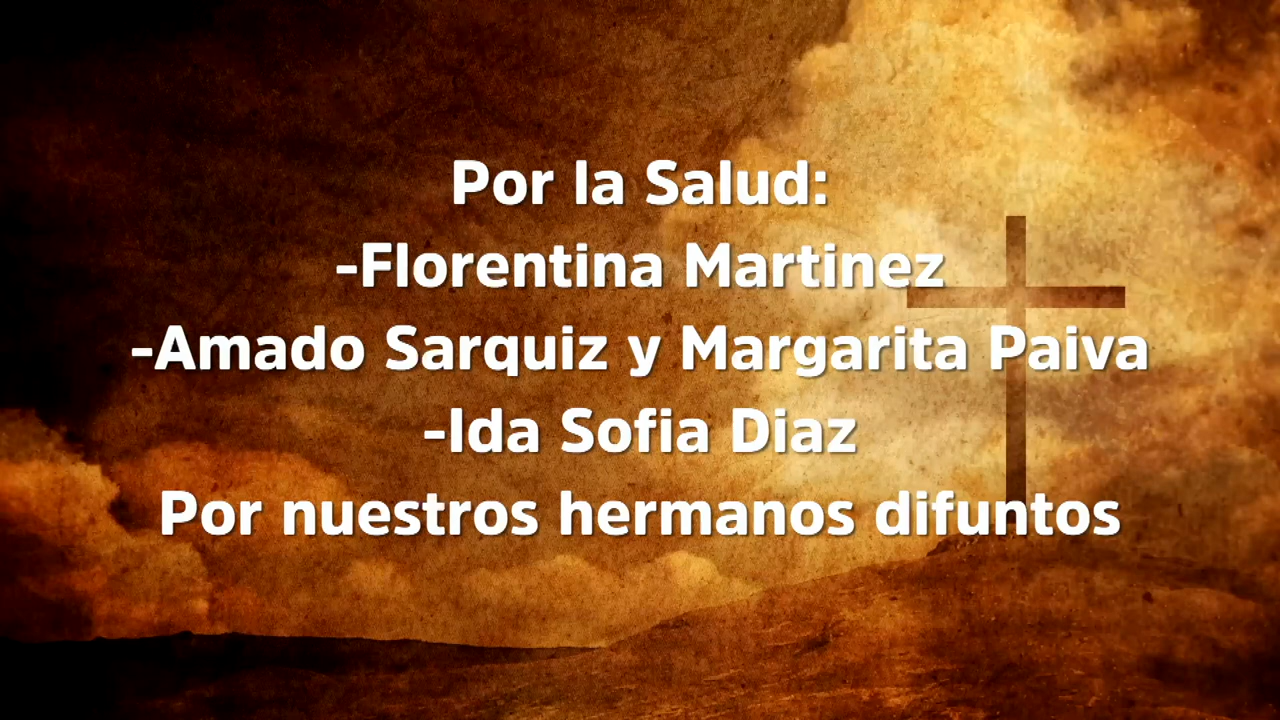 Por la Salud:
-Florentina Martinez
-Amado Sarquiz y Margarita Paiva
-Ida Sofia Diaz
Por nuestros hermanos difuntos